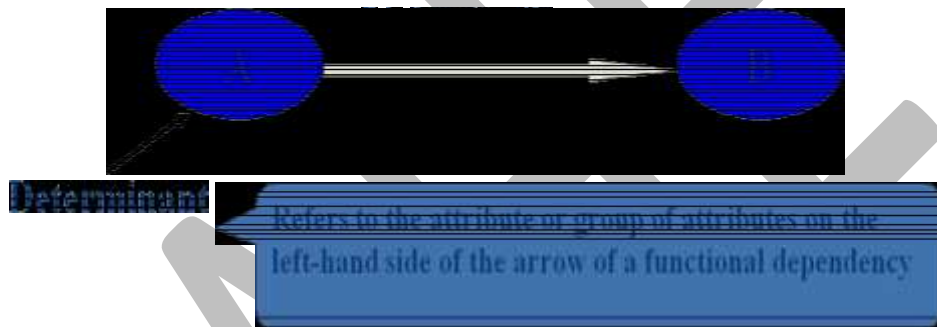 A
B
Determinant
Refers to the attribute or group of attributes on the
left-hand side of the arrow of a functional dependency